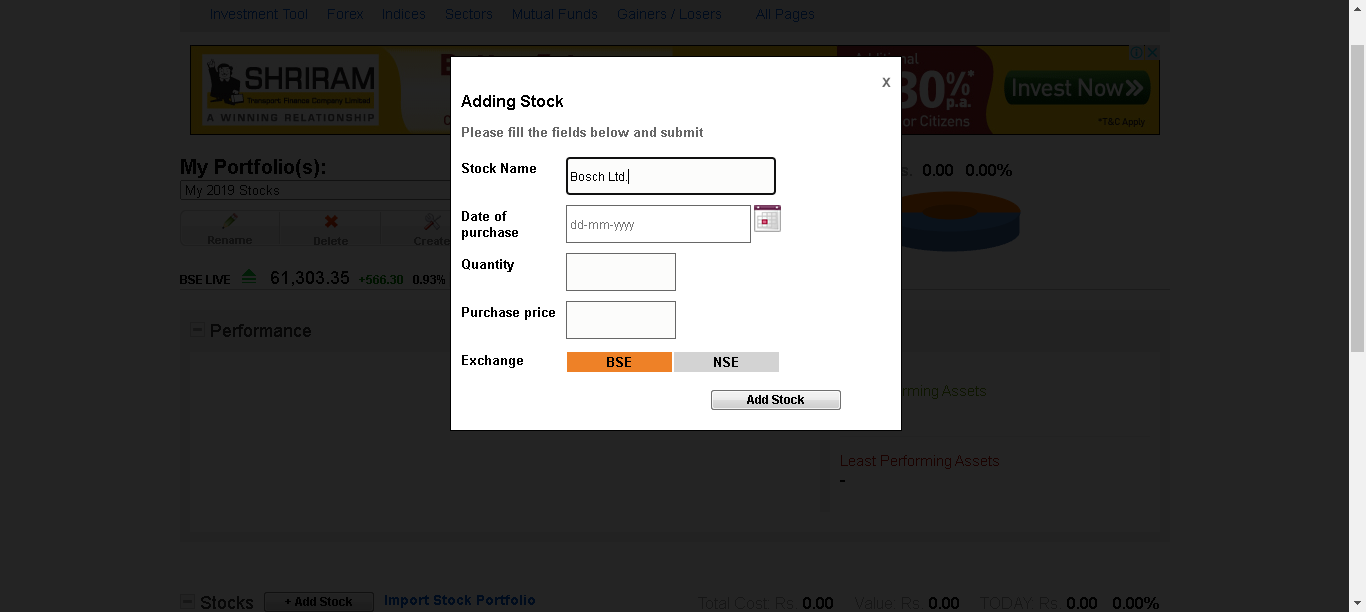 Investment Tool Forex Indices Sectors Mutual Funds Gainers / Losers All Pages
SHRIRAM
Transport Finance Company Limited
A WINNING RELATIONSHIP
30%*
p.a.
or Citizens
Invest Now
*T&C Apply
x
Adding Stock
Please fill the fields below and submit
Stock Name Bosch Ltd.
Date of purchase dd-mm-yyyy
Quantity
Purchase price
Exchange BSE NSE
Add Stock
My Portfolio(s):
s. 0.00 0.00%
My 2019 Stocks
Rename Delete Create
BSE LIVE 61,303.35 +566.30 0.93%
Performance
rming Assets
Least Performing Assets
-
Stocks + Add Stock Import Stock Portfolio Total Cost: Rs. 0.00 Value: Rs. 0.00 TODAY: Rs. 0.00 0.00%